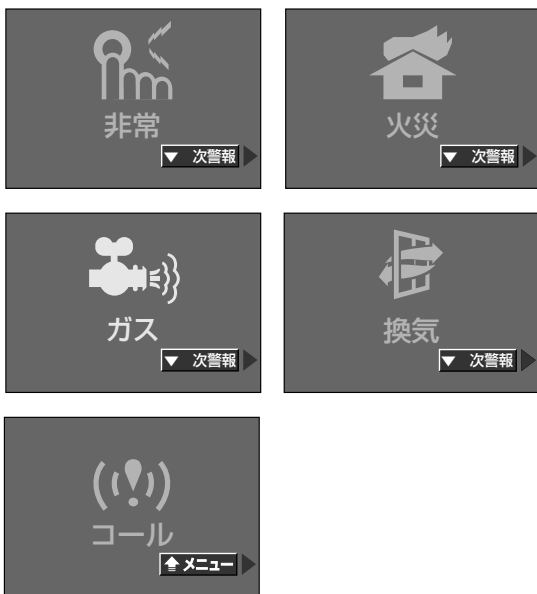 非常
▼ 次警報
火災
▼ 次警報
ガス
▼ 次警報
換気
▼ 次警報
コール
メニュー